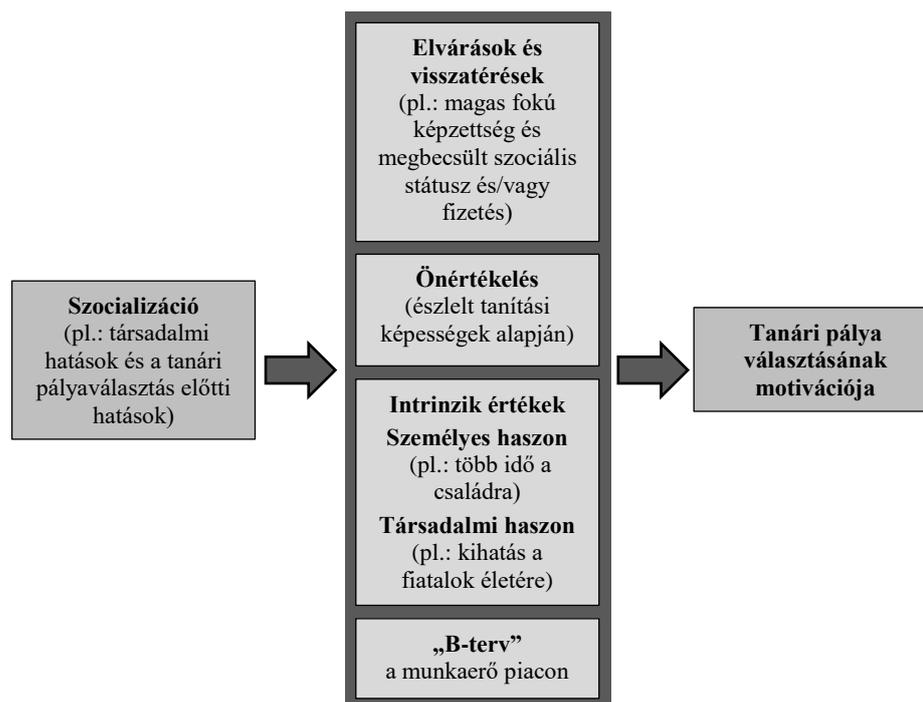 Szocializáció
(pl.: társadalmi
hatások és a tanári
pályaválasztás előtti
hatások)
Elvárások és
visszatérések
(pl.: magas fokú
képzettség és
megbecsült szociális
státusz és/vagy
fizetés)
Önértékelés
(észlelt tanítási
képességek alapján)
Intrinzik értékek
Személyes haszon
(pl.: több idő a
családra)
Társadalmi haszon
(pl.: kihatás a
fiatalok életére)
„B-terv”
a munkaerő piacon
Tanári pálya
választásának
motivációja